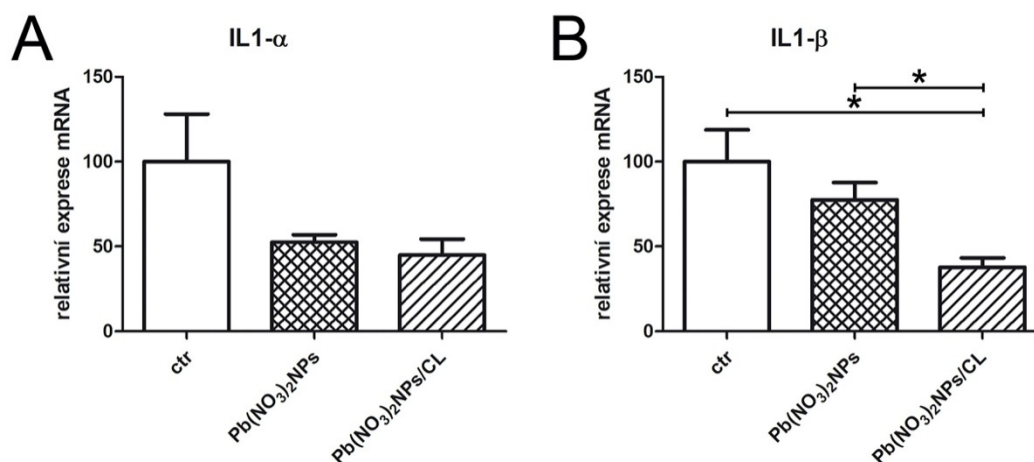 A
IL1-α
relativní exprese mRNA
150
100
50
0
ctr
Pb(NO₃)₂NPs
Pb(NO₃)₂NPs/CL
B
IL1-β
relativní exprese mRNA
150
100
50
0
*
*
ctr
Pb(NO₃)₂NPs
Pb(NO₃)₂NPs/CL